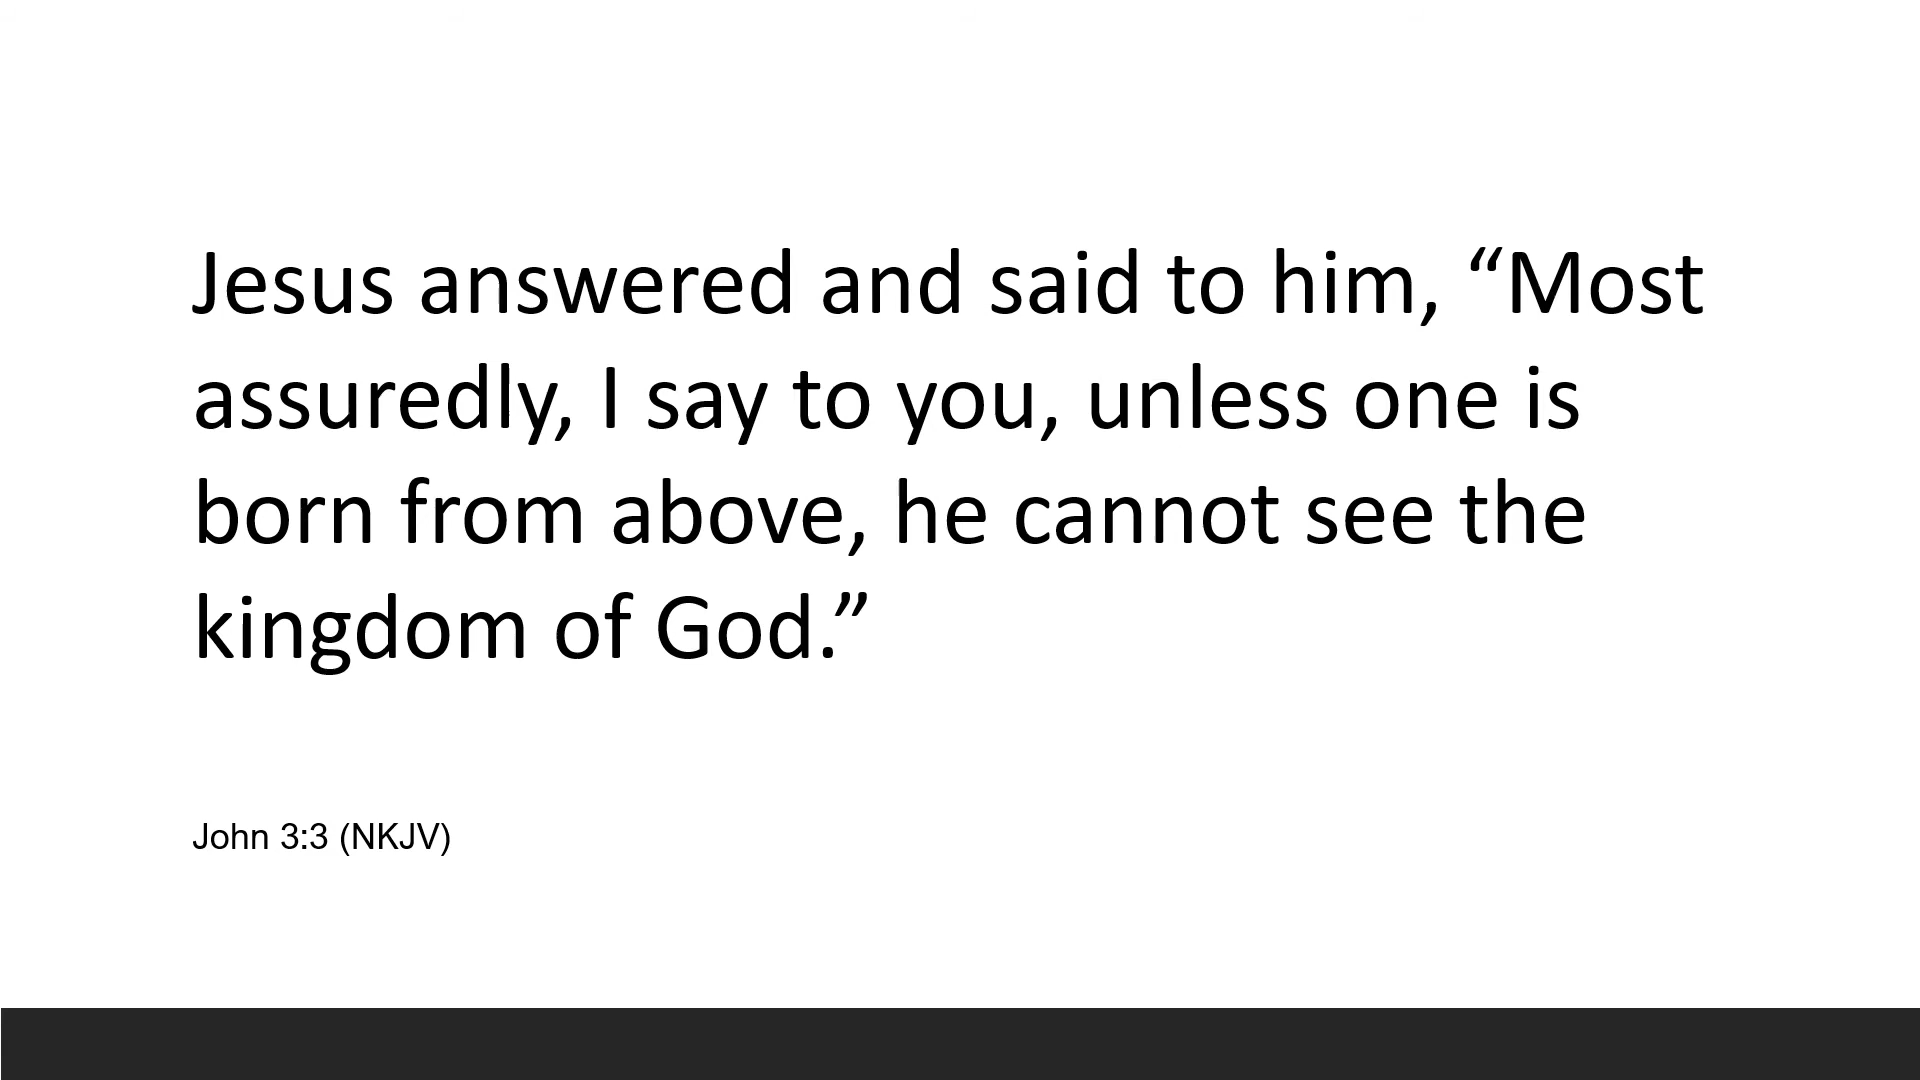 Jesus answered and said to him, “Most
assuredly, I say to you, unless one is
born from above, he cannot see the
kingdom of God.”
John 3:3 (NKJV)